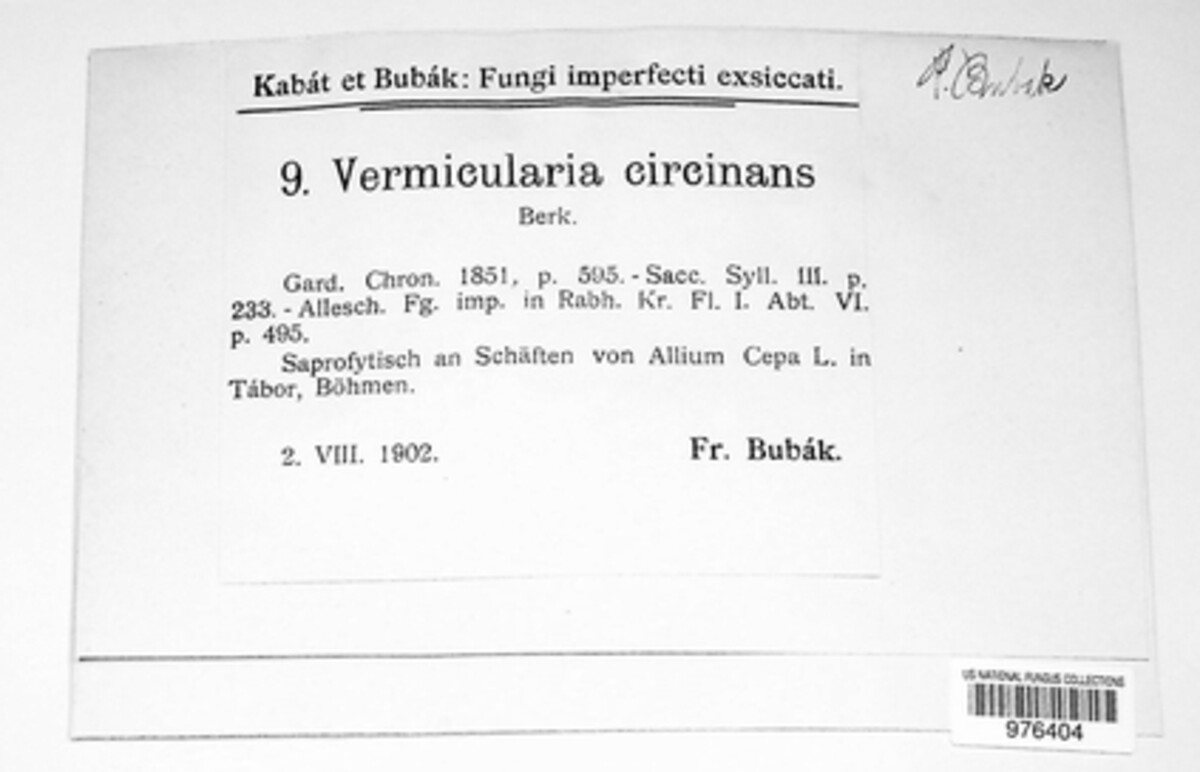 Kabát et Bubák: Fungi imperfecti exsiccati.
F. Bubák
9. Vermicularia circinans
Berk.
Gard. Chron. 1851, p. 595. - Sacc. Syll. III. p.
233. - Allesch. Fg. imp. in Rabh. Kr. Fl. I. Abt. VI.
p. 495.
Saprofytisch an Schäften von Allium Cepa L. in
Tábor, Böhmen.
2. VIII. 1902.
Fr. Bubák.
US NATIONAL FUNGUS COLLECTIONS
976404